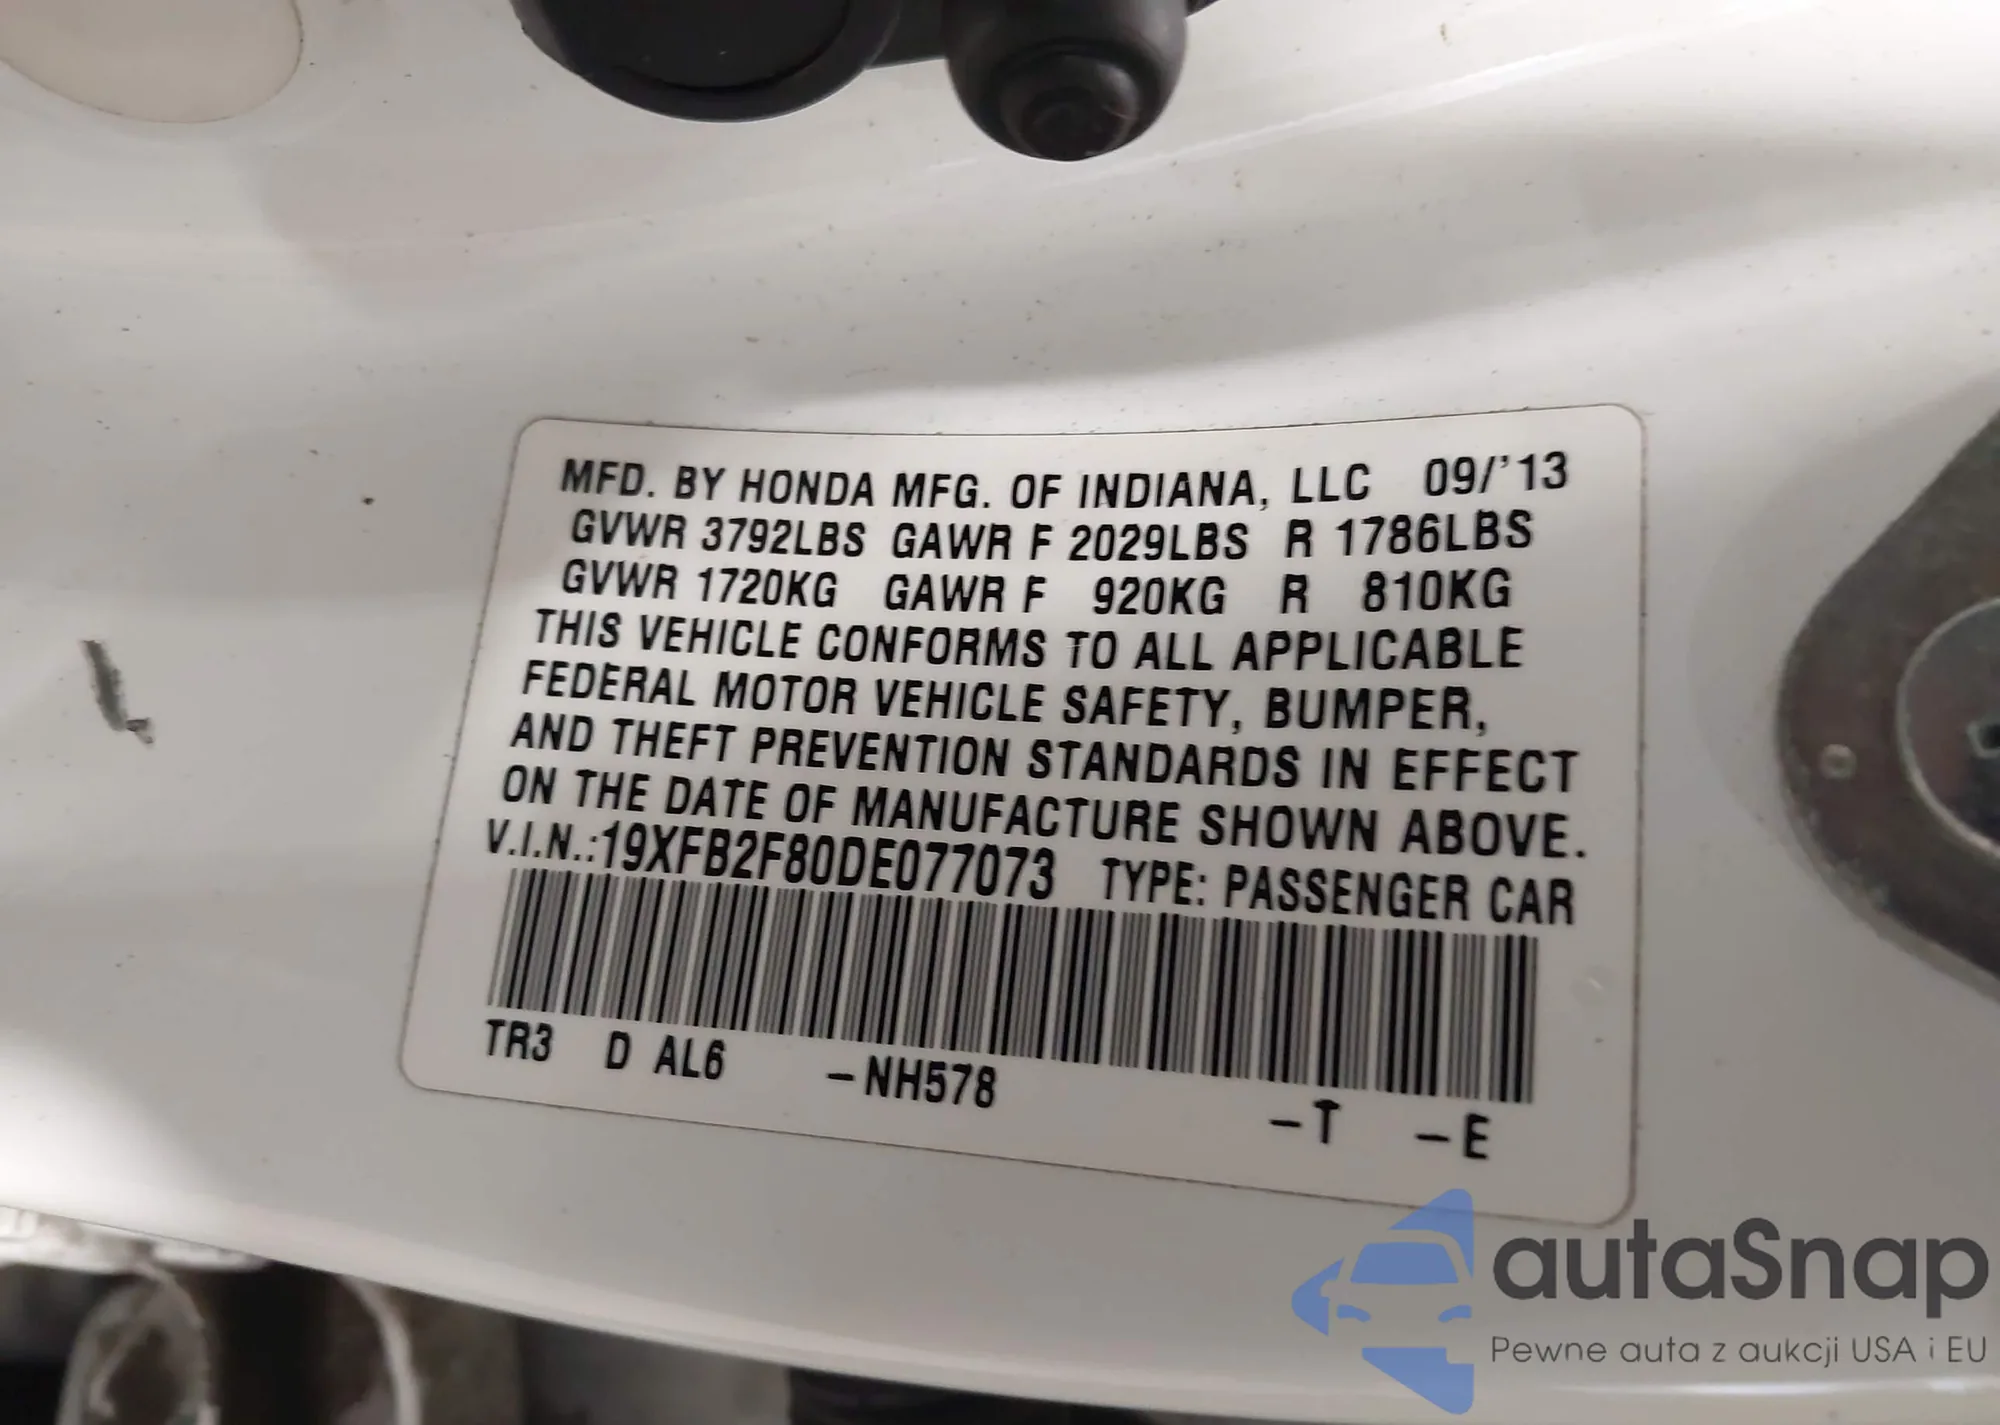 MFD. BY HONDA MFG. OF INDIANA, LLC 09/'13
GVWR 3792LBS GAWR F 2029LBS R 1786LBS
GVWR 1720KG GAWR F 920KG R 810KG
THIS VEHICLE CONFORMS TO ALL APPLICABLE
FEDERAL MOTOR VEHICLE SAFETY, BUMPER,
AND THEFT PREVENTION STANDARDS IN EFFECT
ON THE DATE OF MANUFACTURE SHOWN ABOVE.
V.I.N.:19XFB2F80DE077073 TYPE: PASSENGER CAR
TR3 D AL6 -NH578 -T -E
autaSnap
Pewne auta z aukcji USA i EU